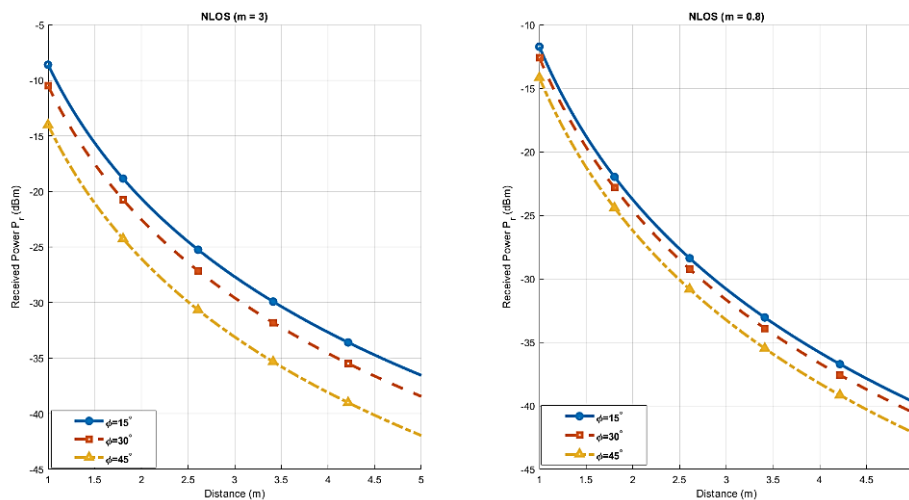 NLOS (m = 3)
-5
-10
-15
-20
-25
-30
-35
-40
-45
Received Power P_r (dBm)
1
1.5
2
2.5
3
3.5
4
4.5
5
Distance (m)
ϕ=15°
ϕ=30°
ϕ=45°
NLOS (m = 0.8)
-10
-15
-20
-25
-30
-35
-40
-45
Received Power P_r (dBm)
1
1.5
2
2.5
3
3.5
4
4.5
Distance (m)
ϕ=15°
ϕ=30°
ϕ=45°